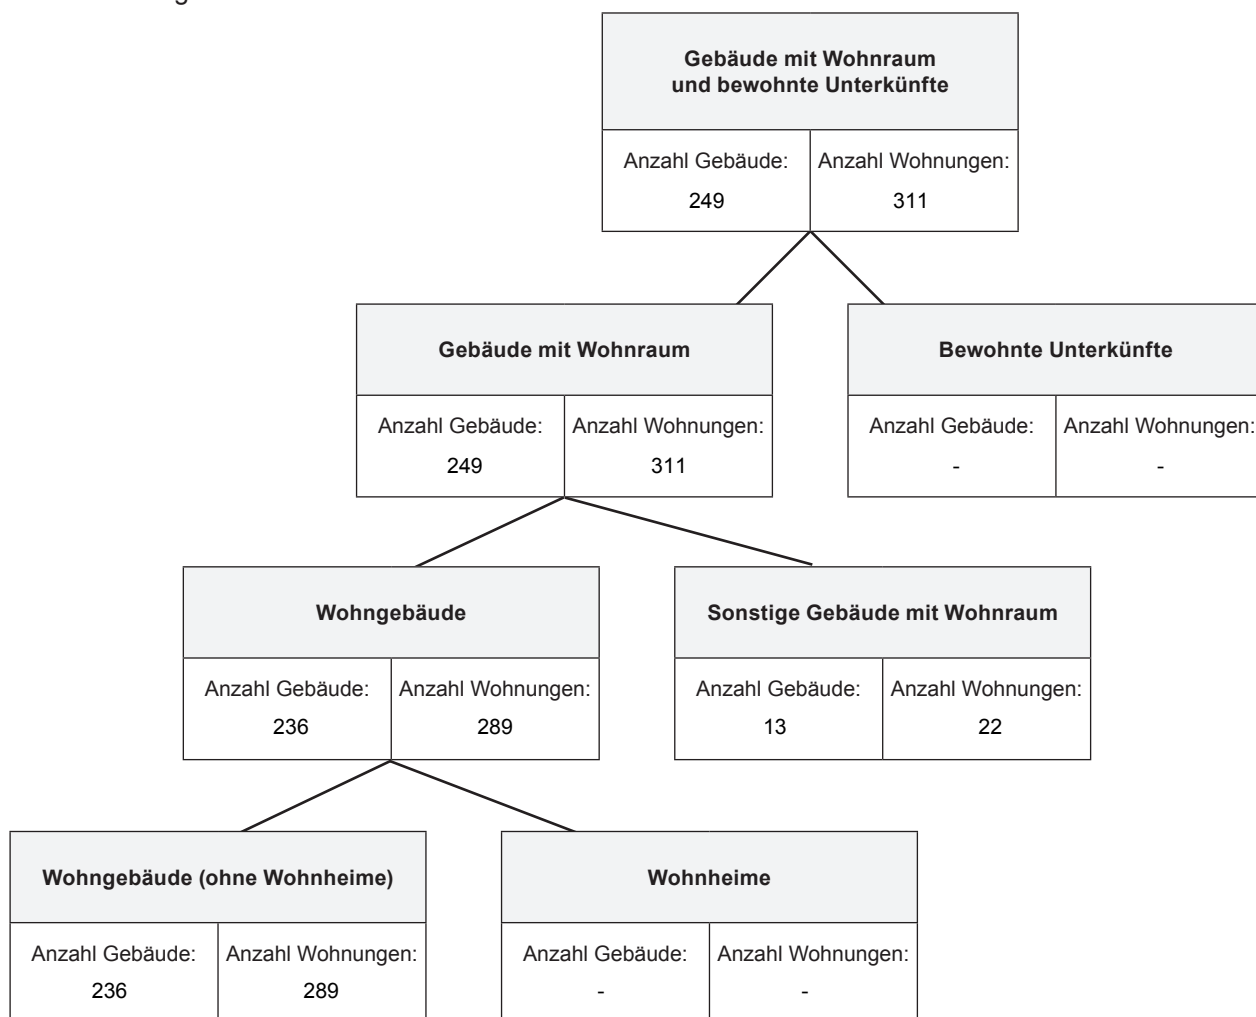 Gebäude mit Wohnraum
und bewohnte Unterkünfte
Anzahl Gebäude: Anzahl Wohnungen:
249 311
Gebäude mit Wohnraum
Anzahl Gebäude: Anzahl Wohnungen:
249 311
Bewohnte Unterkünfte
Anzahl Gebäude: Anzahl Wohnungen:
- -
Wohngebäude
Anzahl Gebäude: Anzahl Wohnungen:
236 289
Sonstige Gebäude mit Wohnraum
Anzahl Gebäude: Anzahl Wohnungen:
13 22
Wohngebäude (ohne Wohnheime)
Anzahl Gebäude: Anzahl Wohnungen:
236 289
Wohnheime
Anzahl Gebäude: Anzahl Wohnungen:
- -